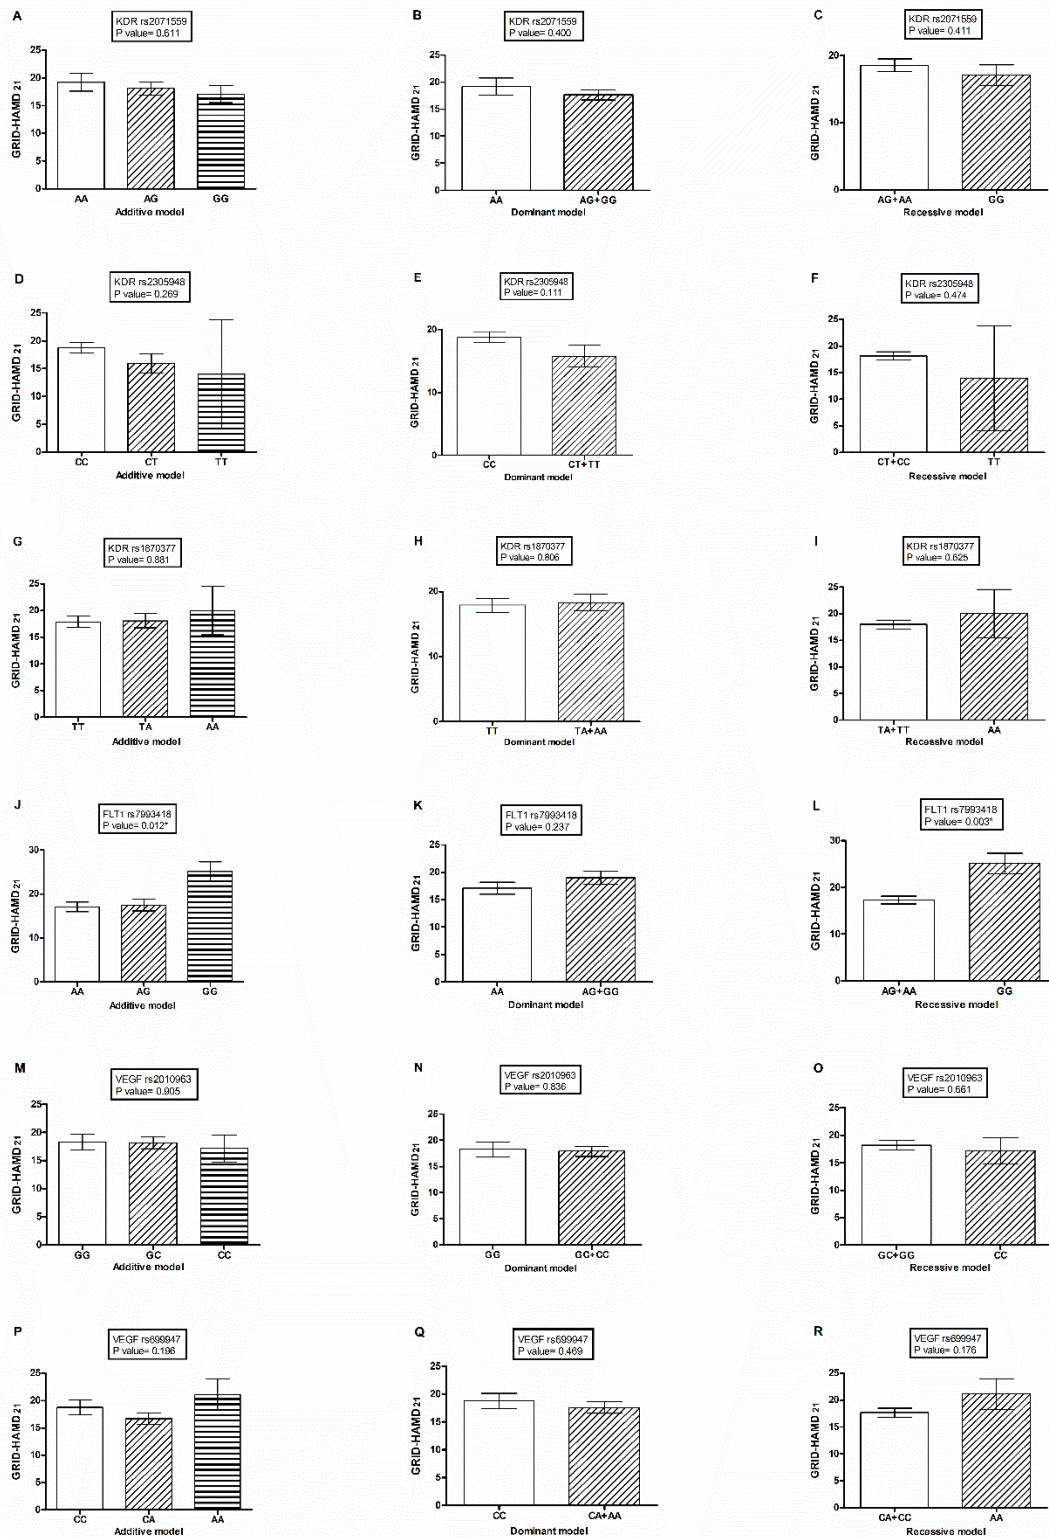 A
KDR rs2071559
P value= 0.611
GRID-HAMD 21
25
20
15
10
5
0
AA AG GG
Additive model
B
KDR rs2071559
P value= 0.400
GRID-HAMD 21
25
20
15
10
5
0
AA AG+GG
Dominant model
C
KDR rs2071559
P value= 0.411
GRID-HAMD 21
20
10
0
AG+AA GG
Recessive model
D
KDR rs2305948
P value= 0.269
GRID-HAMD 21
25
20
15
10
5
0
CC CT TT
Additive model
E
KDR rs2305948
P value= 0.111
GRID-HAMD 21
20
10
0
CC CT+TT
Dominant model
F
KDR rs2305948
P value= 0.474
GRID-HAMD 21
25
20
15
10
5
0
CT+CC TT
Recessive model
G
KDR rs1870377
P value= 0.881
GRID-HAMD 21
25
20
15
10
5
0
TT TA AA
Additive model
H
KDR rs1870377
P value= 0.806
GRID-HAMD 21
20
10
0
TT TA+AA
Dominant model
I
KDR rs1870377
P value= 0.625
GRID-HAMD 21
25
20
15
10
5
0
TA+TT AA
Recessive model
J
FLT1 rs7993418
P value= 0.012*
GRID-HAMD 21
30
20
10
0
AA AG GG
Additive model
K
FLT1 rs7993418
P value= 0.237
GRID-HAMD 21
25
20
15
10
5
0
AA AG+GG
Dominant model
L
FLT1 rs7993418
P value= 0.003*
GRID-HAMD 21
30
20
10
0
AG+AA GG
Recessive model
M
VEGF rs2010963
P value= 0.905
GRID-HAMD 21
25
20
15
10
5
0
GG GC CC
Additive model
N
VEGF rs2010963
P value= 0.836
GRID-HAMD 21
25
20
15
10
5
0
GG GC+CC
Dominant model
O
VEGF rs2010963
P value= 0.661
GRID-HAMD 21
25
20
15
10
5
0
GC+GG CC
Recessive model
P
VEGF rs699947
P value= 0.196
GRID-HAMD 21
25
20
15
10
5
0
CC CA AA
Additive model
Q
VEGF rs699947
P value= 0.469
GRID-HAMD 21
25
20
15
10
5
0
CC CA+AA
Dominant model
R
VEGF rs699947
P value= 0.176
GRID-HAMD 21
25
20
15
10
5
0
CA+CC AA
Recessive model